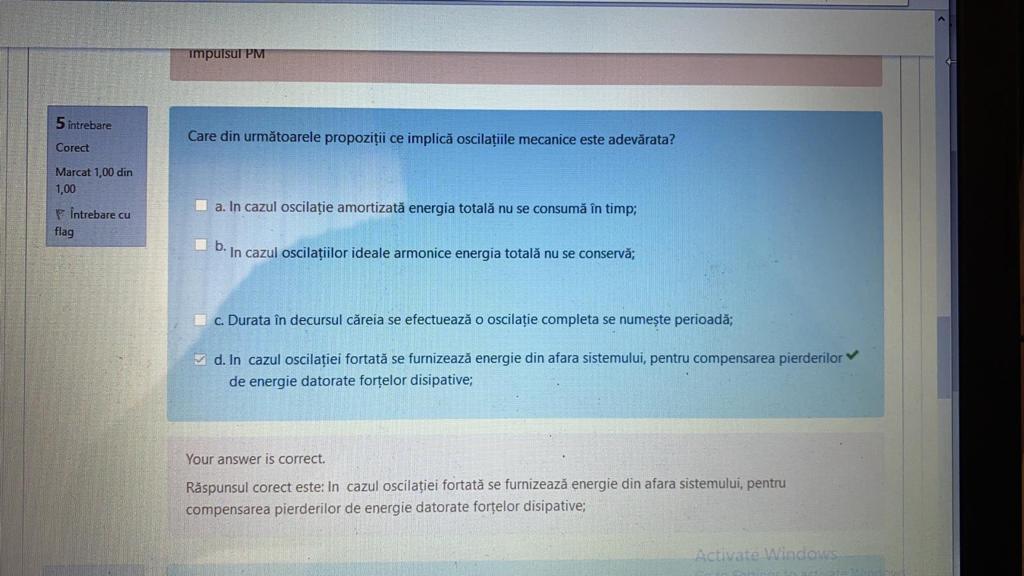 impulsul PM
5 întrebare
Corect
Marcat 1,00 din
1,00
Întrebare cu
flag
Care din următoarele propoziții ce implică oscilațiile mecanice este adevărata?
a. In cazul oscilație amortizată energia totală nu se consumă în timp;
b. In cazul oscilațiilor ideale armonice energia totală nu se conservă;
c. Durata în decursul căreia se efectuează o oscilație completa se numește perioadă;
d. In cazul oscilației fortată se furnizează energie din afara sistemului, pentru compensarea pierderilor
de energie datorate forțelor disipative;
Your answer is correct.
Răspunsul corect este: In cazul oscilației fortată se furnizează energie din afara sistemului, pentru
compensarea pierderilor de energie datorate forțelor disipative;
Activate Windows